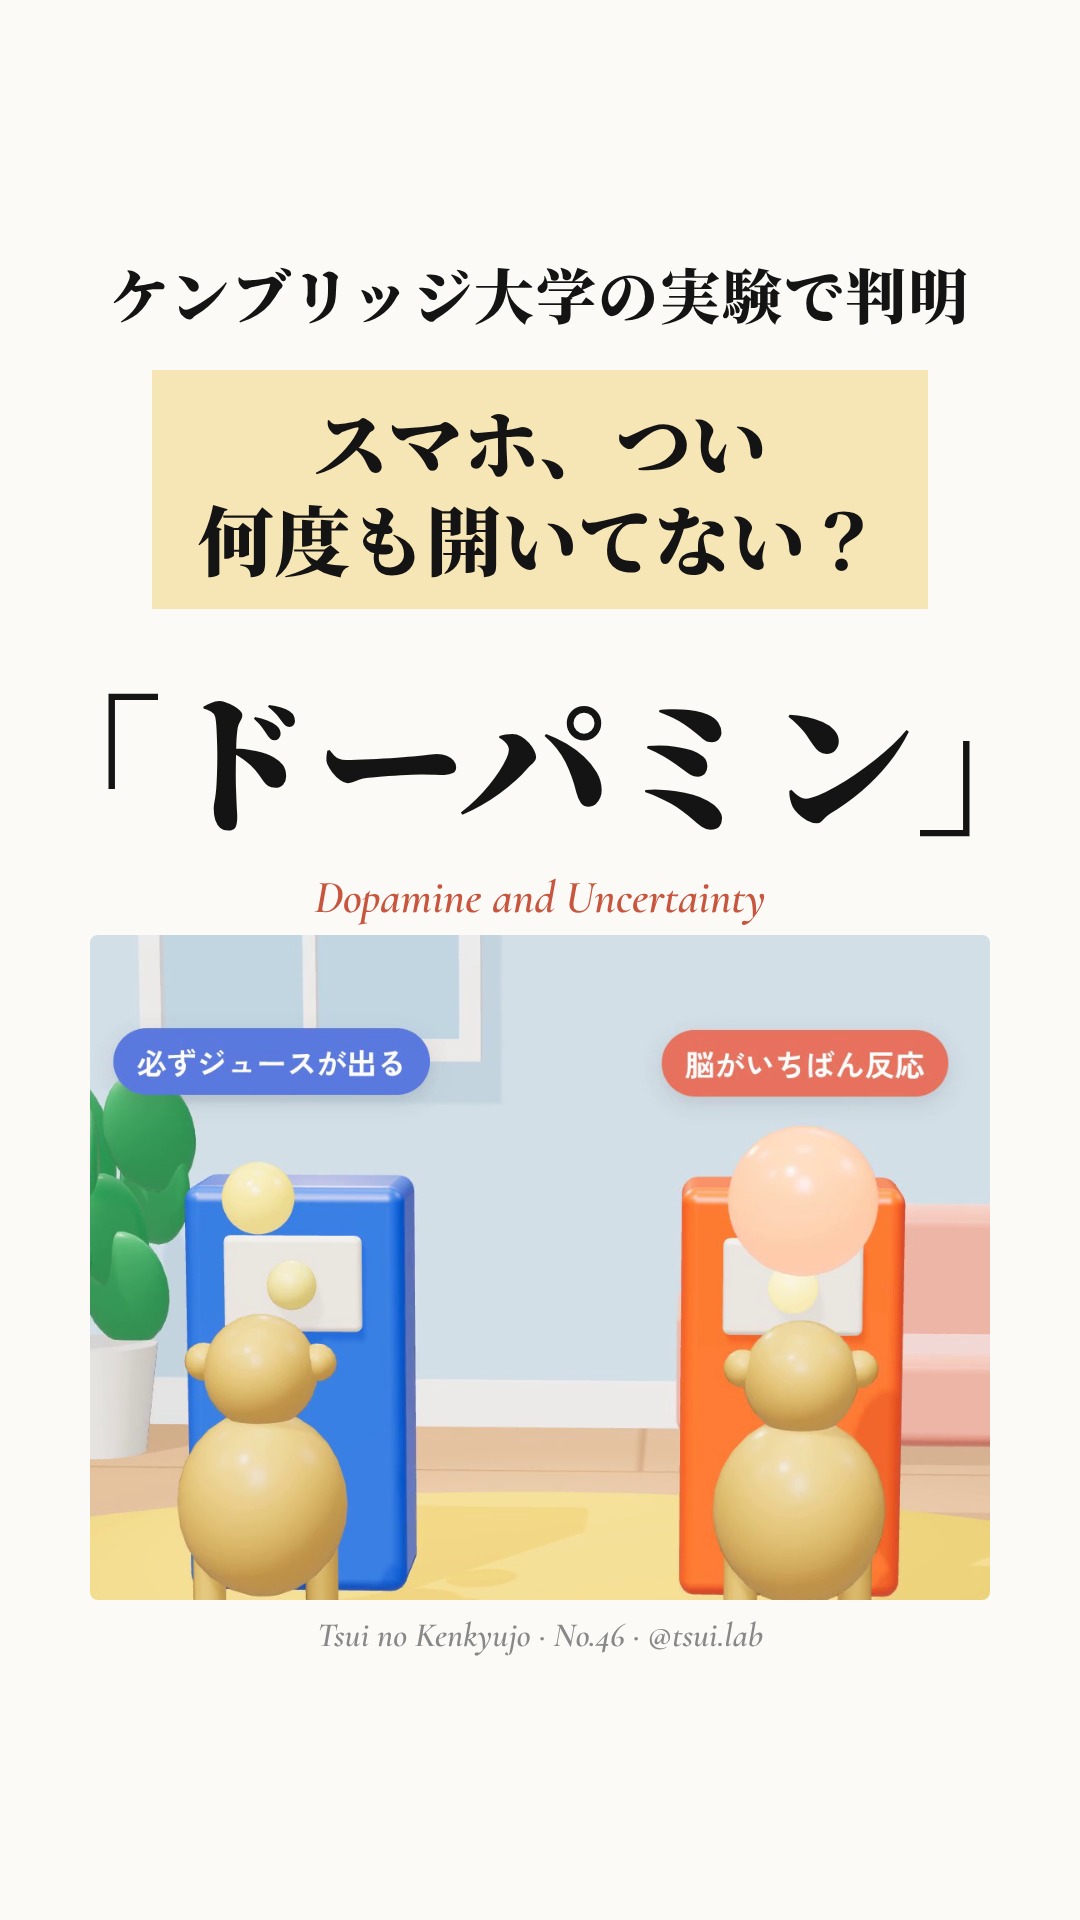 ケンブリッジ大学の実験で判明
スマホ、つい
何度も開いてない？
「ドーパミン」
Dopamine and Uncertainty
必ずジュースが出る
脳がいちばん反応
Tsui no Kenkyujo · No.46 · @tsui.lab